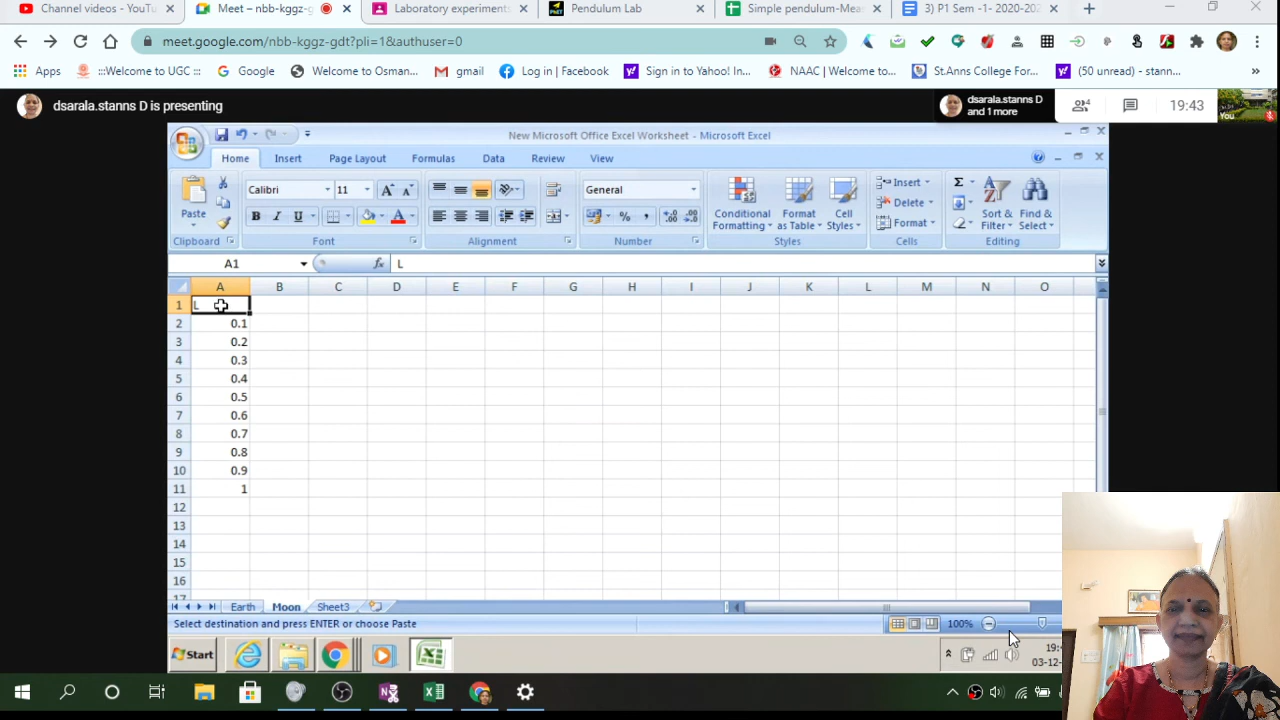 Channel videos - YouTu
Meet – nbb-kggz-g
Laboratory experiments
Pendulum Lab
Simple pendulum-Mea
3) P1 Sem -1- 2020-202
meet.google.com/nbb-kggz-gdt?pli=1&authuser=0
Apps
:::Welcome to UGC :::
Google
Welcome to Osman...
gmail
Log in | Facebook
Sign in to Yahoo! In...
NAAC | Welcome to...
St.Anns College For...
(50 unread) - stann...
»
dsarala.stanns D is presenting
dsarala.stanns D
and 1 more
4
19:43
You
New Microsoft Office Excel Worksheet - Microsoft Excel
Home Insert Page Layout Formulas Data Review View
Paste
Calibri 11
B I U
General
% ,
Conditional Formatting
Format as Table
Cell Styles
Insert
Delete
Format
Σ
Sort & Filter
Find & Select
Clipboard Font Alignment Number Styles Cells Editing
A1 fx L
A B C D E F G H I J K L M N O
1 L
2 0.1
3 0.2
4 0.3
5 0.4
6 0.5
7 0.6
8 0.7
9 0.8
10 0.9
11 1
12
13
14
15
16
17
Earth Moon Sheet3
Select destination and press ENTER or choose Paste
100%
Start
19:4
03-12-